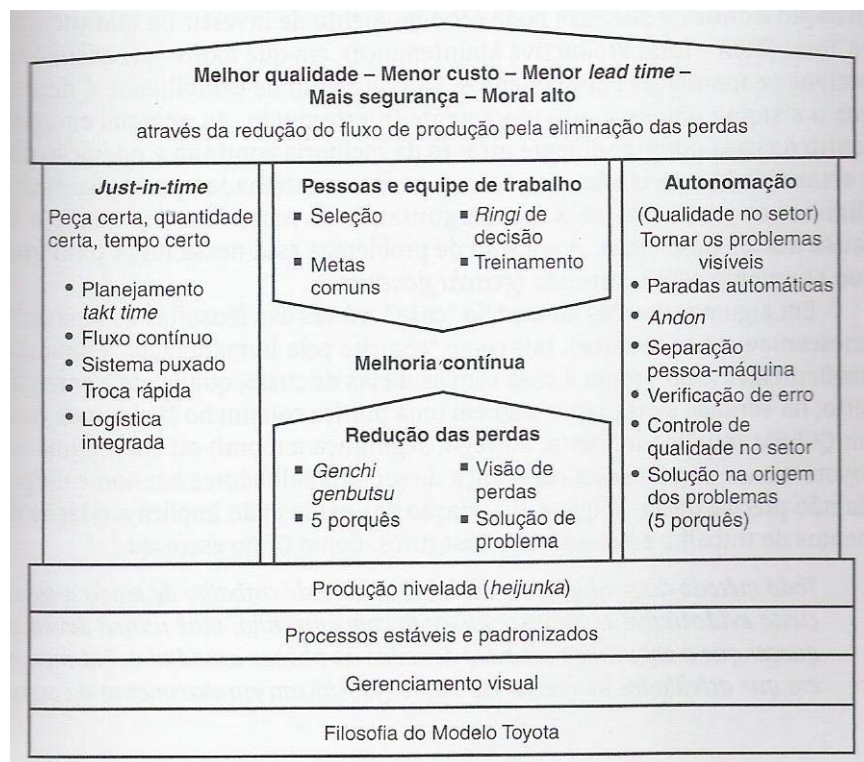 Melhor qualidade – Menor custo – Menor lead time –
Mais segurança – Moral alto
através da redução do fluxo de produção pela eliminação das perdas
Just-in-time
Peça certa, quantidade
certa, tempo certo
• Planejamento
takt time
• Fluxo contínuo
• Sistema puxado
• Troca rápida
• Logística
integrada
Pessoas e equipe de trabalho
■ Seleção
■ Metas
comuns
■ Ringi de
decisão
■ Treinamento
Melhoria contínua
Redução das perdas
■ Genchi
genbutsu
■ 5 porquês
■ Visão de
perdas
■ Solução de
problema
Autonomação
(Qualidade no setor)
Tornar os problemas
visíveis
• Paradas automáticas
• Andon
• Separação
pessoa-máquina
• Verificação de erro
• Controle de
qualidade no setor
• Solução na origem
dos problemas
(5 porquês)
Produção nivelada (heijunka)
Processos estáveis e padronizados
Gerenciamento visual
Filosofia do Modelo Toyota